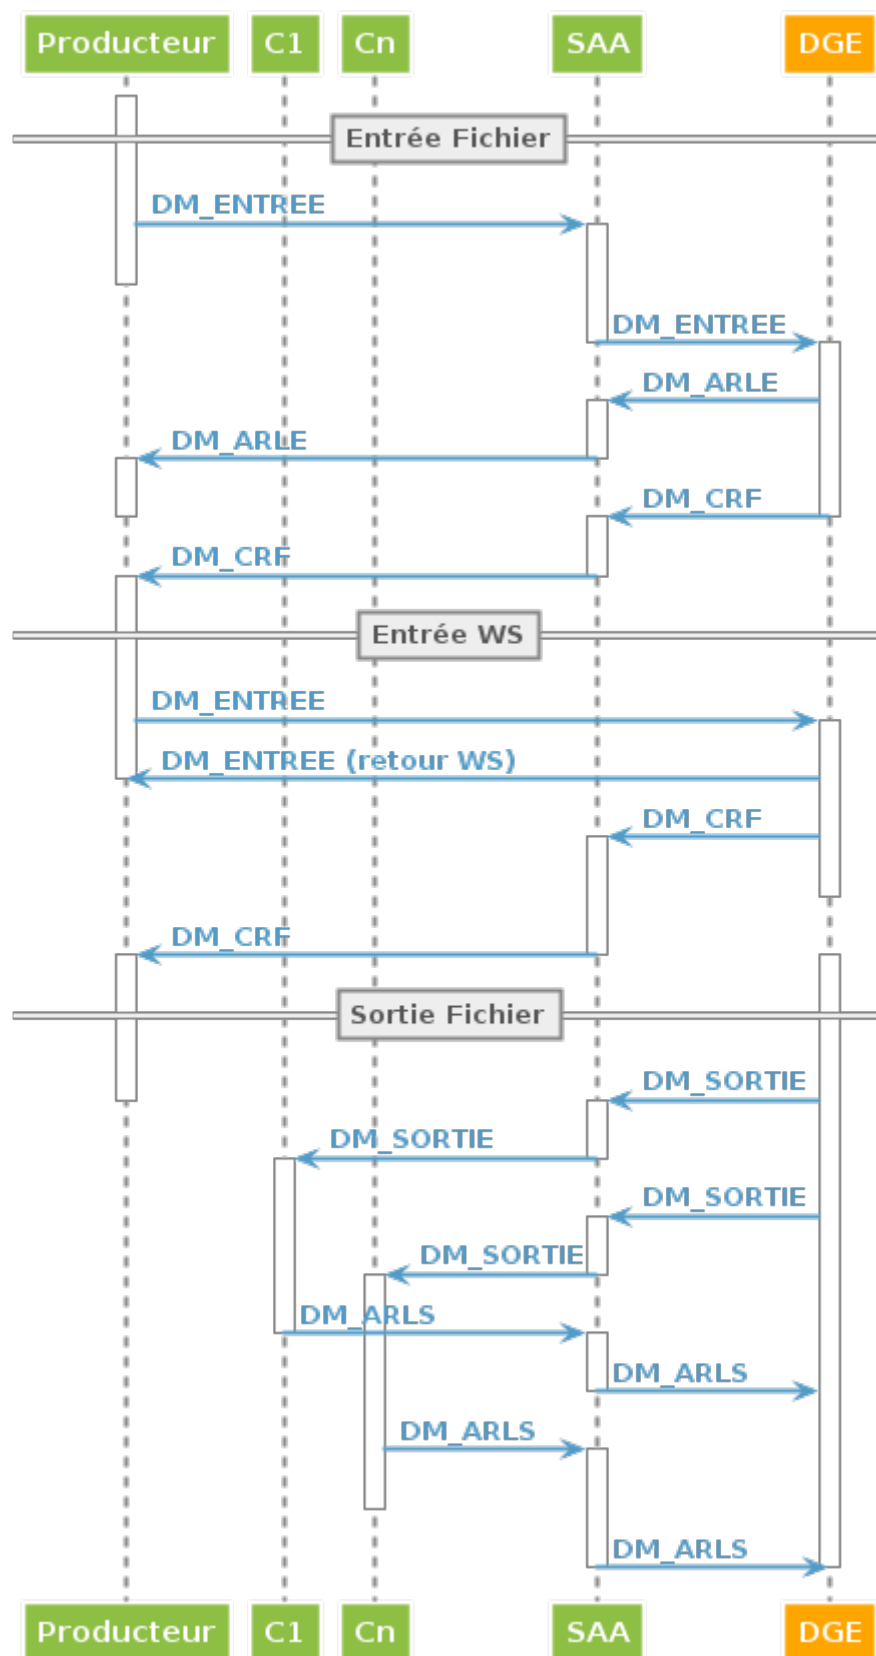 Producteur C1 Cn SAA DGE
Entrée Fichier
DM_ENTREE
DM_ENTREE
DM_ARLE
DM_ARLE
DM_CRF
DM_CRF
Entrée WS
DM_ENTREE
DM_ENTREE (retour WS)
DM_CRF
DM_CRF
Sortie Fichier
DM_SORTIE
DM_SORTIE
DM_SORTIE
DM_SORTIE
DM_ARLS
DM_ARLS
DM_ARLS
DM_ARLS
Producteur C1 Cn SAA DGE